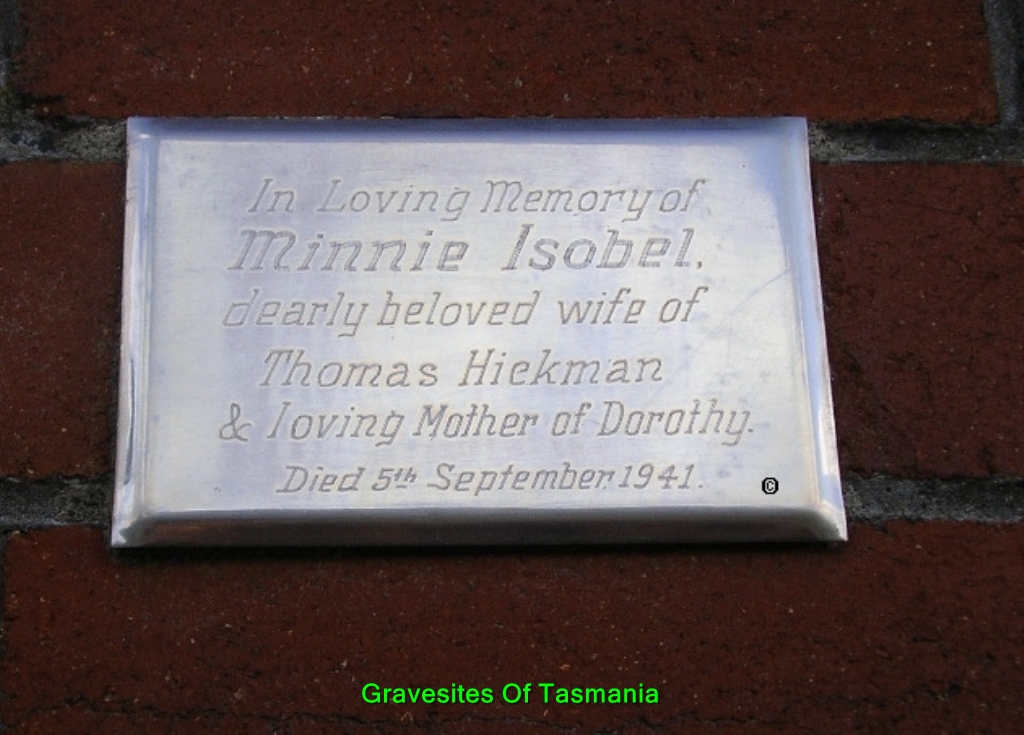 In Loving Memory of
Minnie Isobel,
dearly beloved wife of
Thomas Hickman
& loving Mother of Dorothy.
Died 5th September 1941.
©
Gravesites Of Tasmania